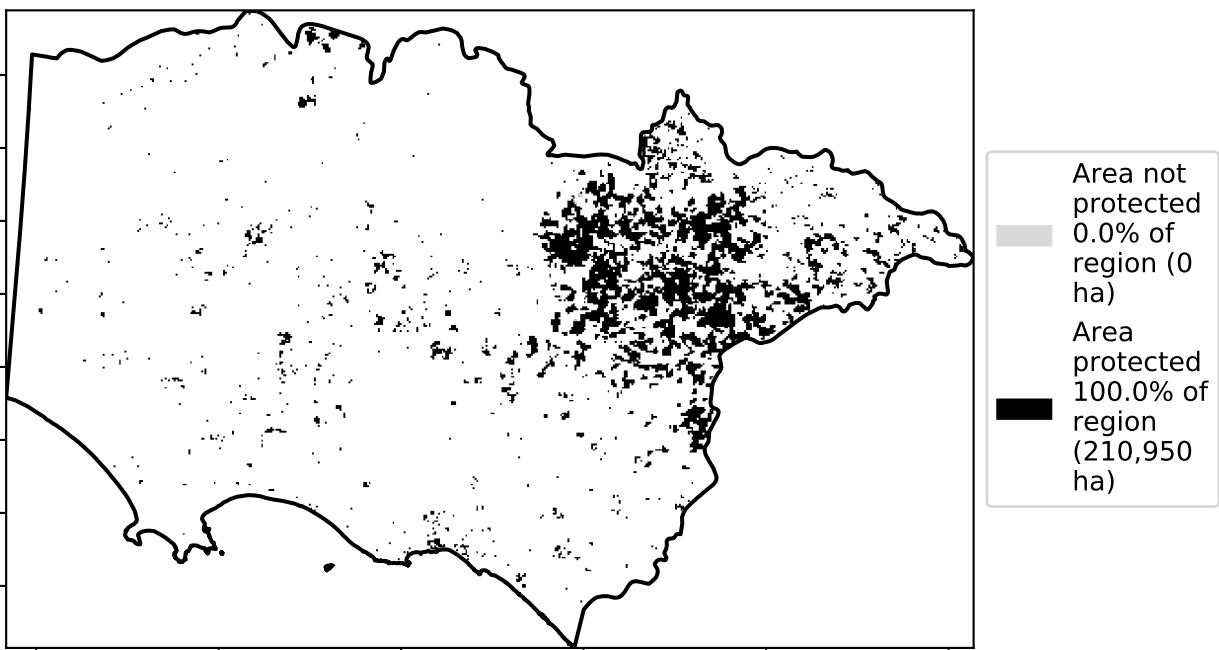 Area not
protected
0.0% of
region (0
ha)
Area
protected
100.0% of
region
(210,950
ha)